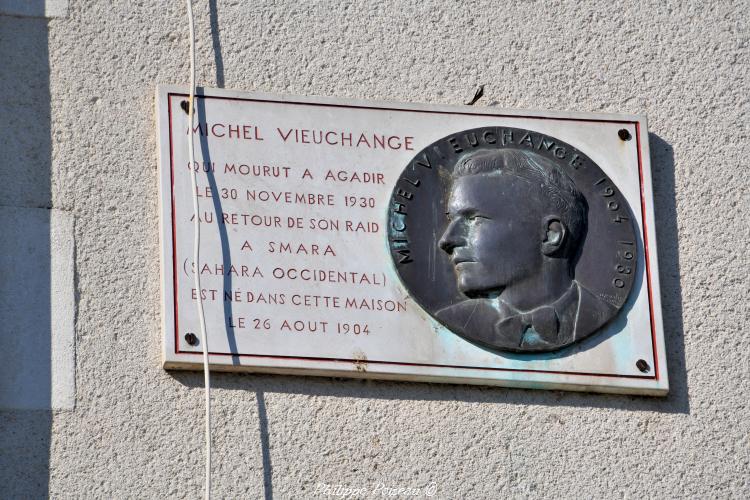 MICHEL VIEUCHANGE
QUI MOURUT A AGADIR
LE 30 NOVEMBRE 1930
AU RETOUR DE SON RAID
A SMARA
(SAHARA OCCIDENTAL)
EST NÉ DANS CETTE MAISON
LE 26 AOUT 1904
MICHEL VIEUCHANGE 1904 1930
Philippe Poiseau ©